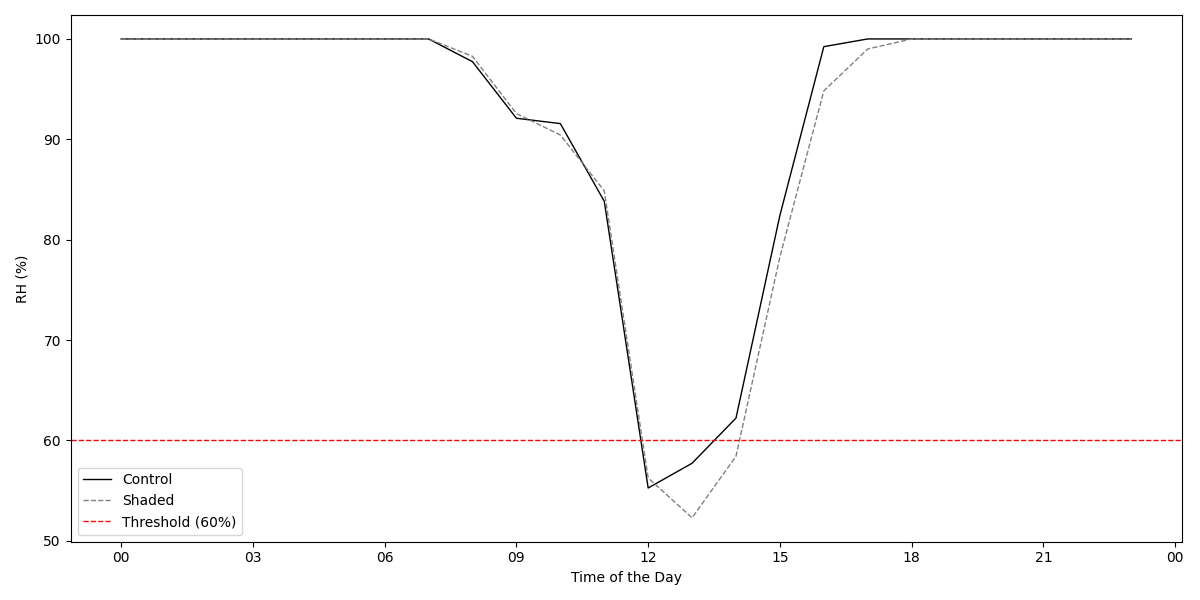 100
90
80
70
60
50
RH (%)
Control
Shaded
Threshold (60%)
00 03 06 09 12 15 18 21 00
Time of the Day